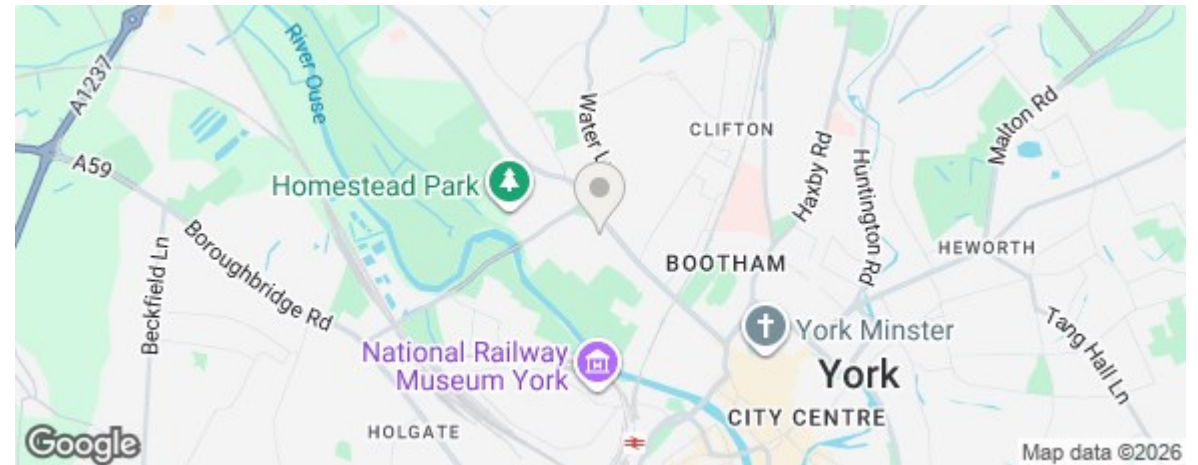 A1237
River Ouse
A59
Water L
CLIFTON
Haxby Rd
Huntington Rd
Malton Rd
Homestead Park
HEWORTH
Beckfield Ln
Boroughbridge Rd
BOOTHAM
York Minster
Tang Hall Ln
National Railway
Museum York
York
CITY CENTRE
HOLGATE
Google
Map data ©2026